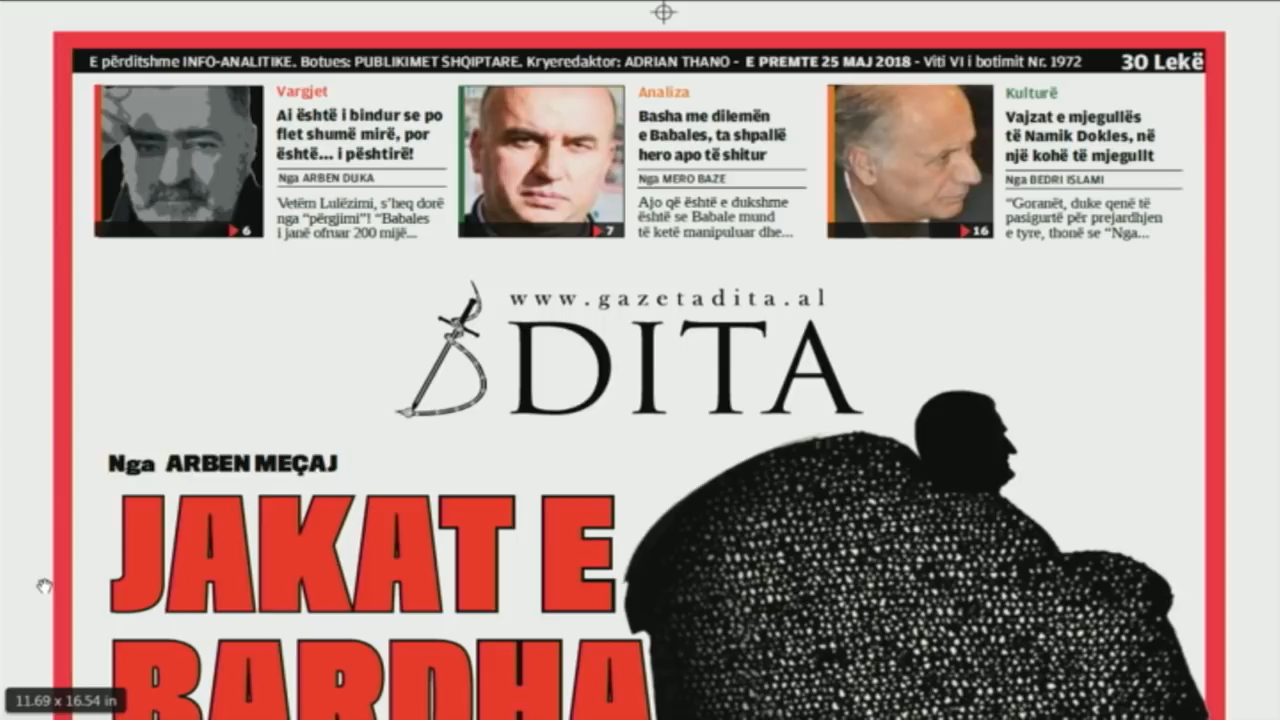 E përditshme INFO-ANALITIKE. Botues: PUBLIKIMET SHQIPTARE. Kryeredaktor: ADRIAN THANO - E PREMTE 25 MAJ 2018 - Viti VI i botimit Nr. 1972 30 Lekë
Vargjet
Ai është i bindur se po
flet shumë mirë, por
është... i pështirë!
Nga ARBEN DUKA
Vetëm Lulëzimi, s'heq dorë
nga "përgjimi"! "Babales
i janë ofruar 200 mijë...
6
Analiza
Basha me dilemën
e Babales, ta shpallë
hero apo të shitur
Nga MERO BAZE
Ajo që është e dukshme
është se Babale mund
të ketë manipuluar dhe...
7
Kulturë
Vajzat e mjegullës
të Namik Dokles, në
një kohë të mjegullt
Nga BEDRI ISLAMI
"Goranët, duke qenë të
pasigurtë për prejardhjen
e tyre, thonë se "Nga...
16
www.gazetadita.al
DITA
Nga ARBEN MEÇAJ
JAKAT E
BARDHA
11.69 x 16.54 in